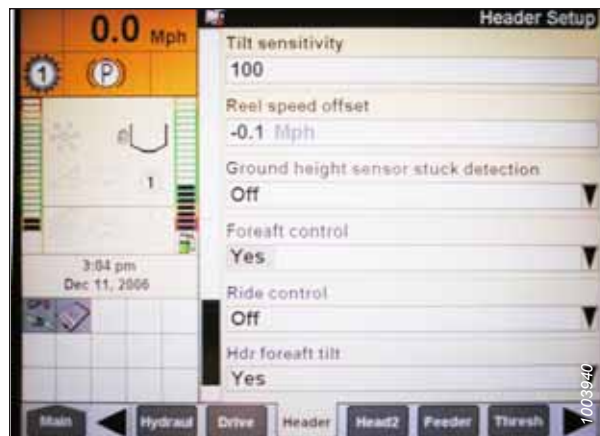 0.0 Mph
1 (P)
1
3:04 pm
Dec 11, 2006
GPS
Header Setup
Tilt sensitivity
100
Reel speed offset
-0.1 Mph
Ground height sensor stuck detection
Off
Foreaft control
Yes
Ride control
Off
Hdr foreaft tilt
Yes
Main Hydraul Drive Header Head2 Feeder Thresh
1003940